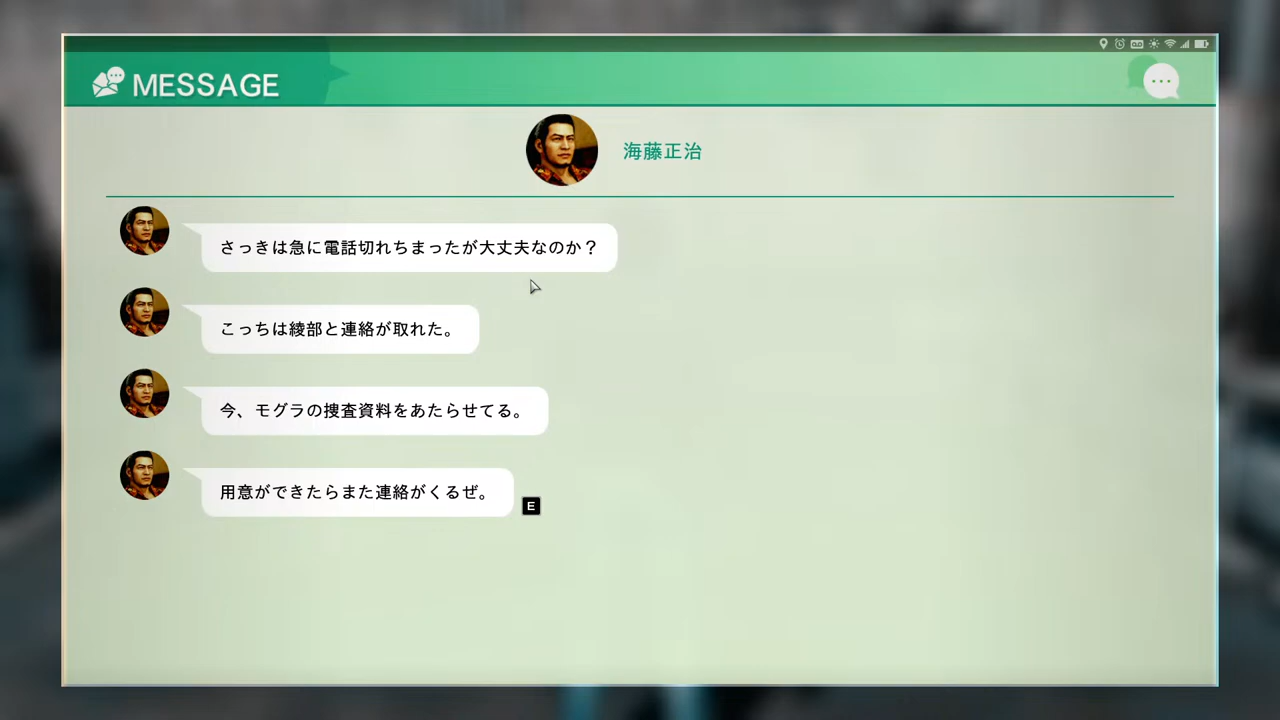 MESSAGE
海藤正治
さっきは急に電話切れちまったが大丈夫なのか？
こっちは綾部と連絡が取れた。
今、モグラの捜査資料をあたらせてる。
用意ができたらまた連絡がくるぜ。
E